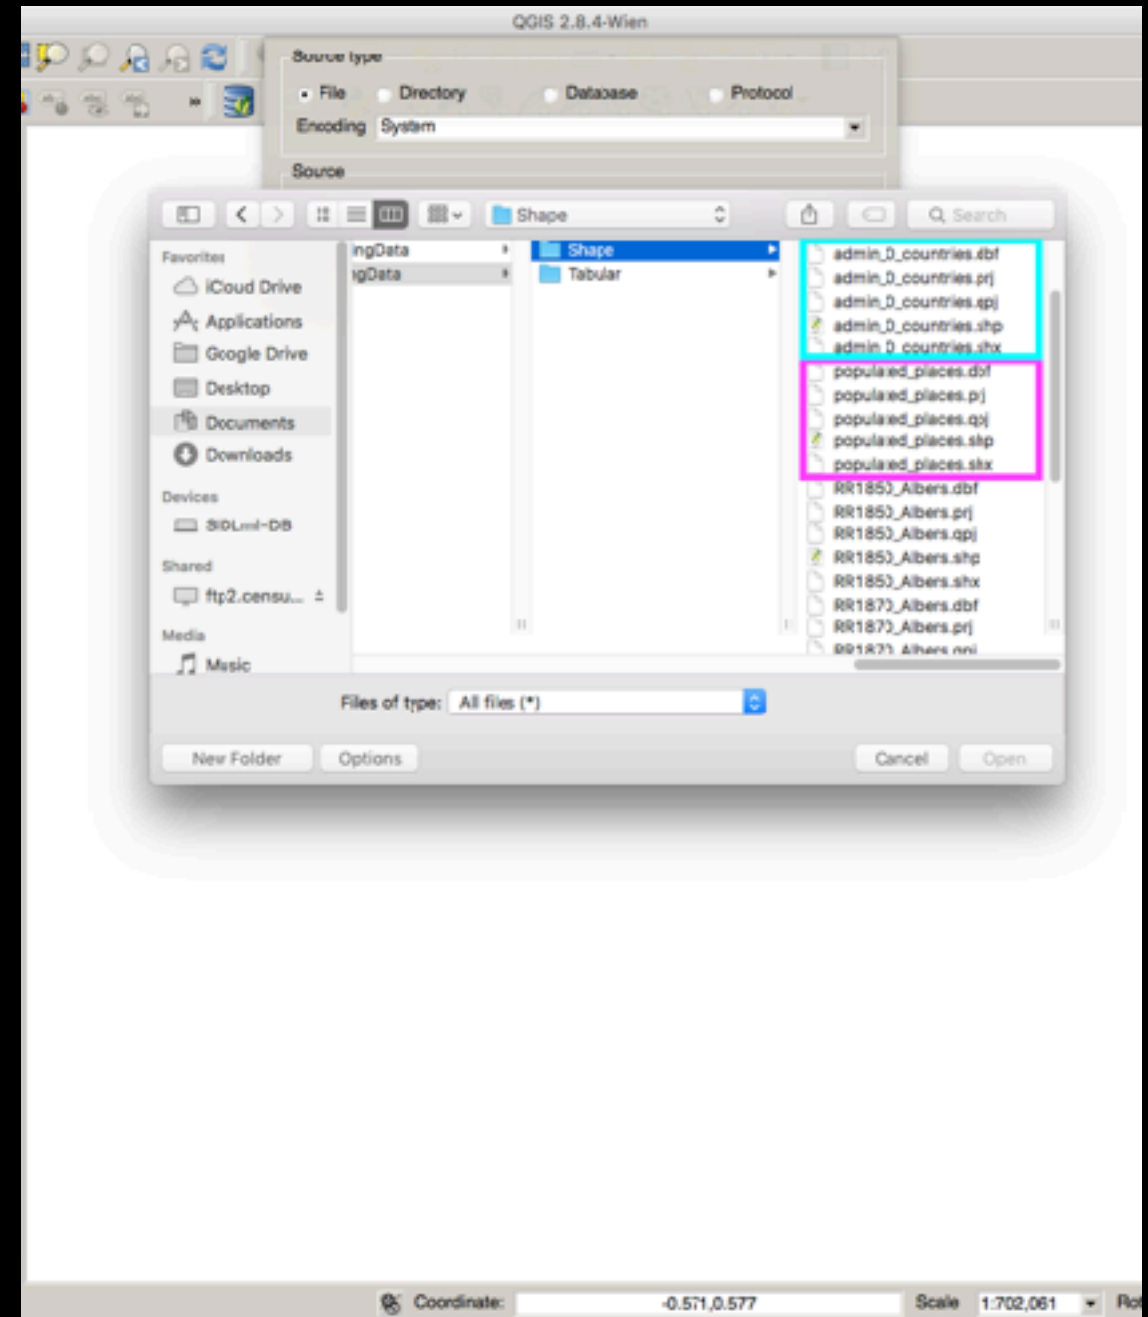 QGIS 2.8.4-Wien
Source type
File Directory Database Protocol
Encoding System
Source
Shape
Search
Favorites
iCloud Drive
Applications
Google Drive
Desktop
Documents
Downloads
Devices
Shared
ftp2.censu...
Media
Music
ingData
Shape
Tabular
admin_0_countries.dbf
admin_0_countries.prj
admin_0_countries.qpj
admin_0_countries.shp
admin_0_countries.shx
populated_places.dbf
populated_places.prj
populated_places.qpj
populated_places.shp
populated_places.shx
RR1850_Albers.dbf
RR1850_Albers.prj
RR1850_Albers.qpj
RR1850_Albers.shp
RR1850_Albers.shx
RR1870_Albers.dbf
RR1870_Albers.prj
RR1870_Albers.qpj
Files of type: All files (*)
New Folder Options Cancel Open
Coordinate: -0.571,0.577 Scale 1:702,061